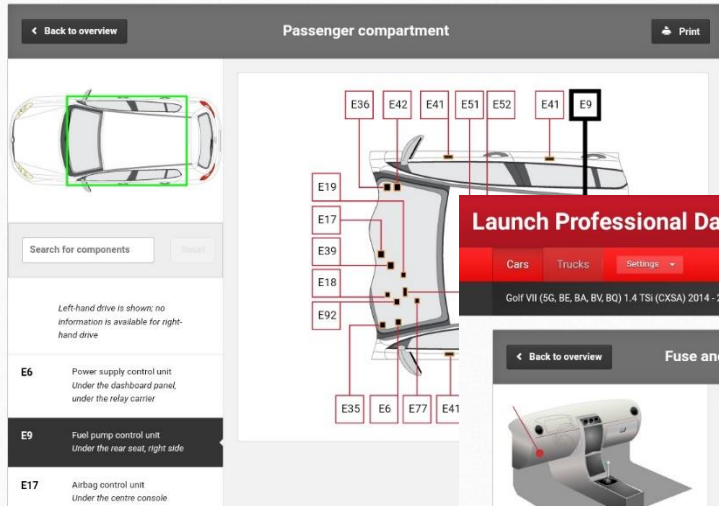 Back to overview
Passenger compartment
Print
Search for components
Reset
Left-hand drive is shown; no
information is available for right-
hand drive
E6
Power supply control unit
Under the dashboard panel,
under the relay carrier
E9
Fuel pump control unit
Under the rear seat, right side
E17
Airbag control unit
Under the centre console
E36
E42
E41
E51
E52
E41
E9
E19
E17
E39
E18
E92
E35
E6
E77
E41
Launch Professional Da
Cars
Trucks
Settings
Golf VII (5G, BE, BA, BV, BQ) 1.4 TSi (CXSA) 2014 - 2
Back to overview
Fuse an